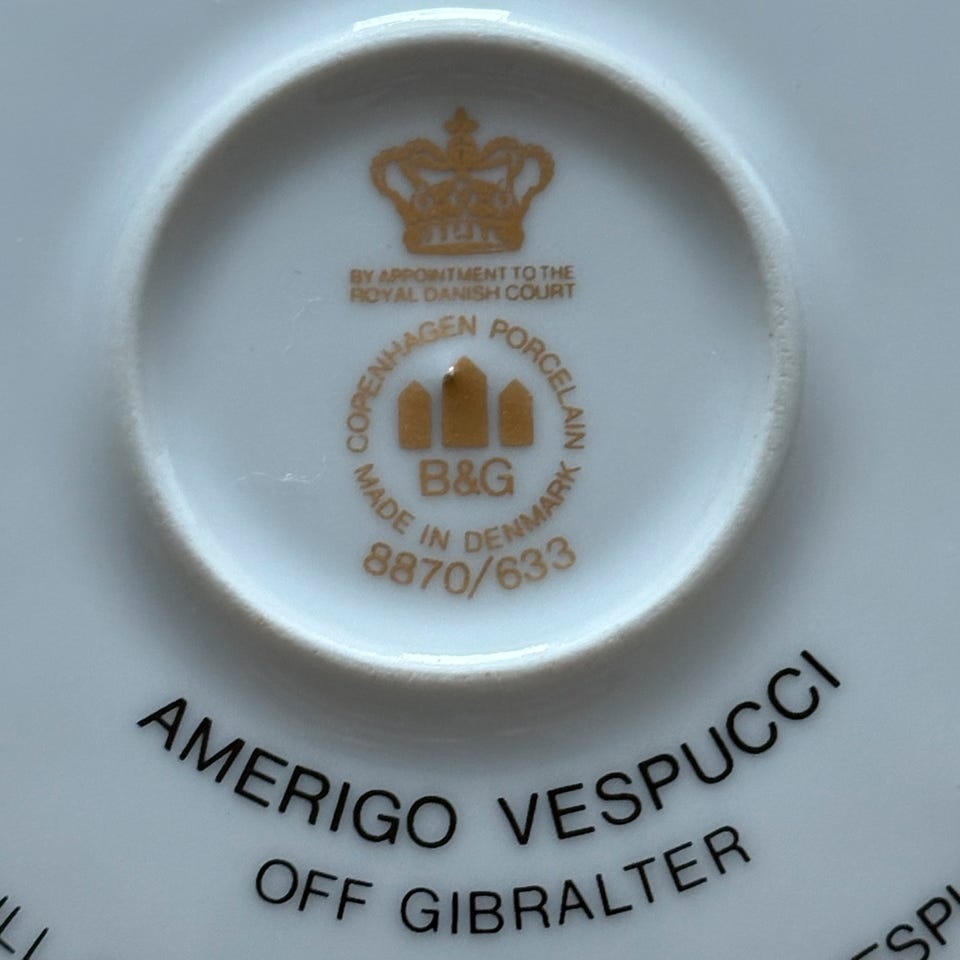 BY APPOINTMENT TO THE
ROYAL DANISH COURT
COPENHAGEN PORCELAIN
B&G
MADE IN DENMARK
8870/633
AMERIGO VESPUCCI
OFF GIBRALTER